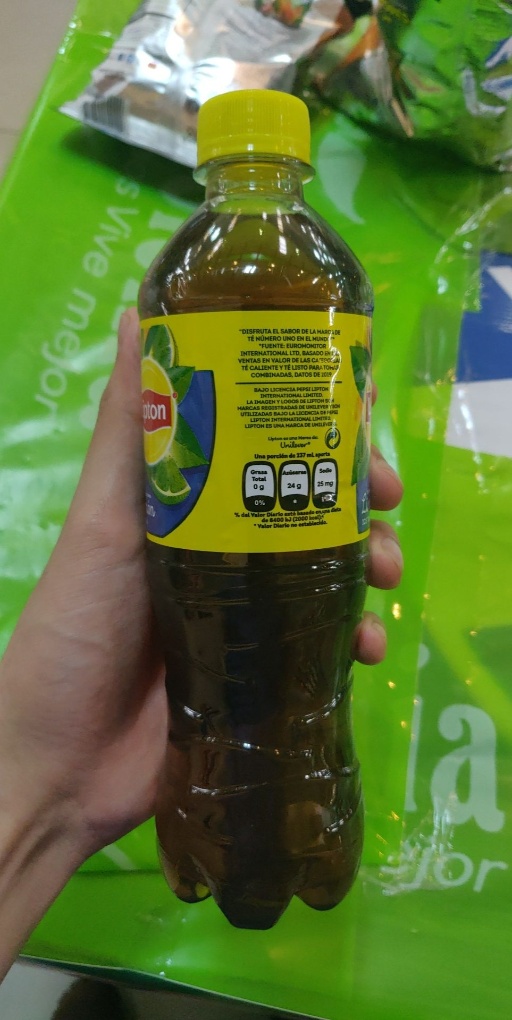 s vive mejor
pton
"DISFRUTA EL SABOR DE LA MARCA DE
TÉ NÚMERO UNO EN EL MUNDO"
"FUENTE: EUROMONITOR
INTERNATIONAL LTD, BASADO EN
VENTAS EN VALOR DE LAS
TÉ CALIENTE Y TÉ LISTO PARA TOMAR
COMBINADAS. DATOS DE
BAJO LICENCIA PEPSI LIPTON
INTERNATIONAL LIMITED.
LA IMAGEN Y LOGOS DE LIPTON SON
MARCAS REGISTRADAS DE UNILEVER
UTILIZADAS BAJO LA LICENCIA DE PEPSI
LIPTON INTERNATIONAL LIMITED
LIPTON ES UNA MARCA DE UNILEVER
Lipton es una Marca de:
Unilever
Una porción de 237 ml, aporta
Grasa Total 0 g 0%
Azúcares 24 g *
Sodio 25 mg
% del Valor Diario está basado en una dieta
de 8400 kJ (2000 kcal)
* Valor Diario no establecido.
la
ejor